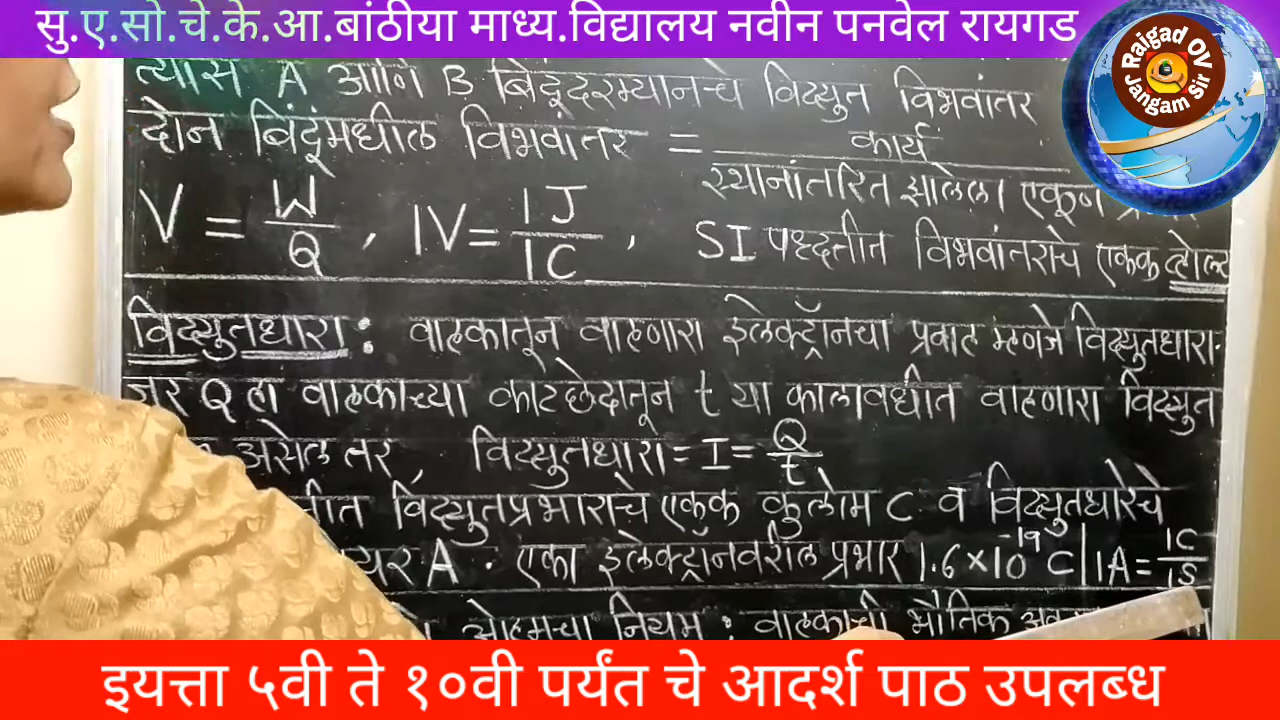 सु.ए.सो.चे.के.आ.बांठीया माध्य.विद्यालय नवीन पनवेल रायगड
Raigad OV
Jangam Sir
त्यास A आणि B बिंदूंदरम्यानचे विद्युत विभवांतर
दोन बिंदूंमधील विभवांतर = कार्य
स्थानांतरित झालेला एकूण
V = W/Q , 1V = 1J/1C , SI पध्दतीत विभवांतराचे एकक व्होल्ट
विद्युतधारा : वाहकातून वाहणारा इलेक्ट्रॉनचा प्रवाह म्हणजे विद्युतधारा.
जर Q हा वाहकाच्या काटछेदातून t या कालावधीत वाहणारा विद्युत
असेल तर, विद्युतधारा = I = Q/t
विद्युतप्रभाराचे एकक कुलोम C व विद्युतधारेचे
A . एका इलेक्ट्रानवरील प्रभार 1.6×10⁻¹⁹ C | 1A = 1C/1S
ओहमचा नियम : वाहकाची भौतिक
इयत्ता ५वी ते १०वी पर्यंत चे आदर्श पाठ उपलब्ध